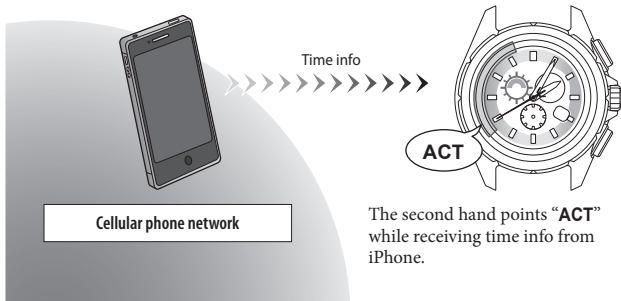 Time info
ACT
Cellular phone network
The second hand points “ACT”
while receiving time info from
iPhone.